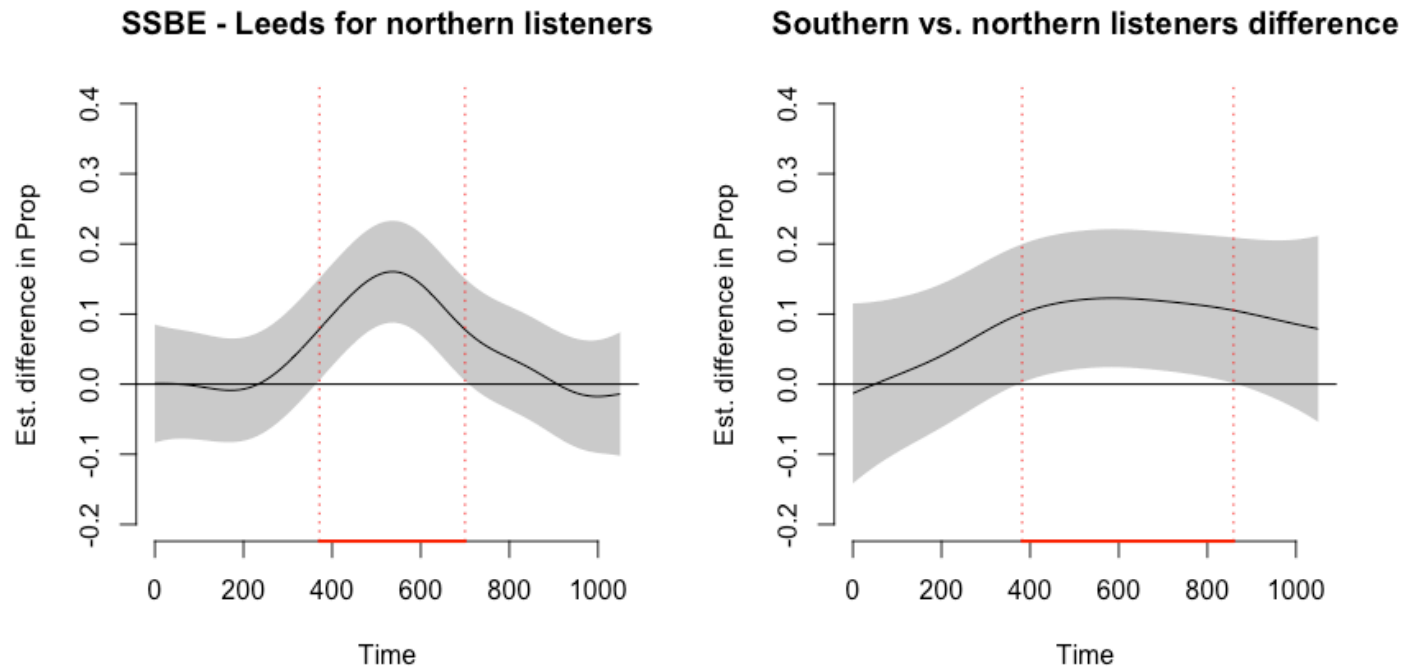 SSBE - Leeds for northern listeners
Est. difference in Prop
0.4
0.3
0.2
0.1
0.0
-0.1
-0.2
0 200 400 600 800 1000
Time
Southern vs. northern listeners difference
Est. difference in Prop
0.4
0.3
0.2
0.1
0.0
-0.1
-0.2
0 200 400 600 800 1000
Time